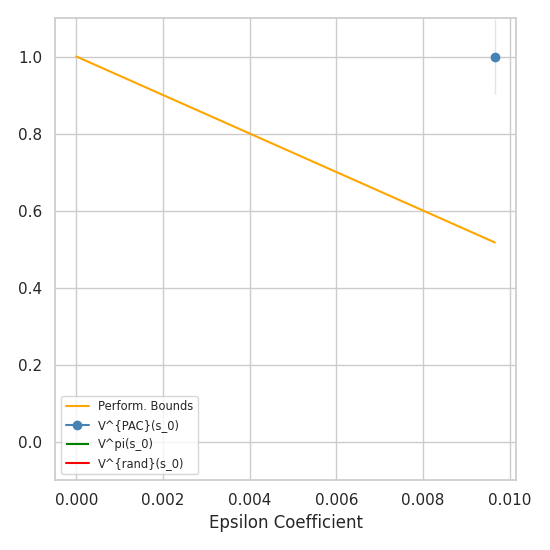 1.0
0.8
0.6
0.4
0.2
0.0
Perform. Bounds
V^{PAC}(s_0)
V^pi(s_0)
V^{rand}(s_0)
0.000 0.002 0.004 0.006 0.008 0.010
Epsilon Coefficient